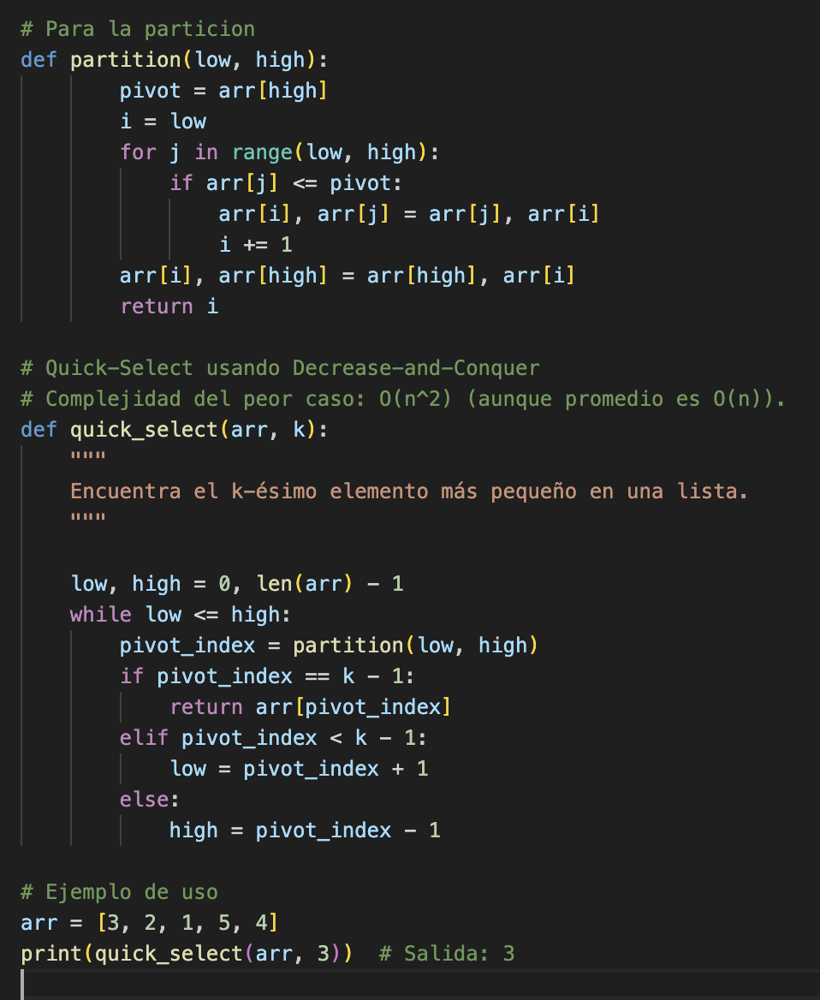 # Para la particion
def partition(low, high):
        pivot = arr[high]
        i = low
        for j in range(low, high):
            if arr[j] <= pivot:
                arr[i], arr[j] = arr[j], arr[i]
                i += 1
        arr[i], arr[high] = arr[high], arr[i]
        return i

# Quick-Select usando Decrease-and-Conquer
# Complejidad del peor caso: O(n^2) (aunque promedio es O(n)).
def quick_select(arr, k):
    """
    Encuentra el k-ésimo elemento más pequeño en una lista.
    """

    low, high = 0, len(arr) - 1
    while low <= high:
        pivot_index = partition(low, high)
        if pivot_index == k - 1:
            return arr[pivot_index]
        elif pivot_index < k - 1:
            low = pivot_index + 1
        else:
            high = pivot_index - 1

# Ejemplo de uso
arr = [3, 2, 1, 5, 4]
print(quick_select(arr, 3))  # Salida: 3